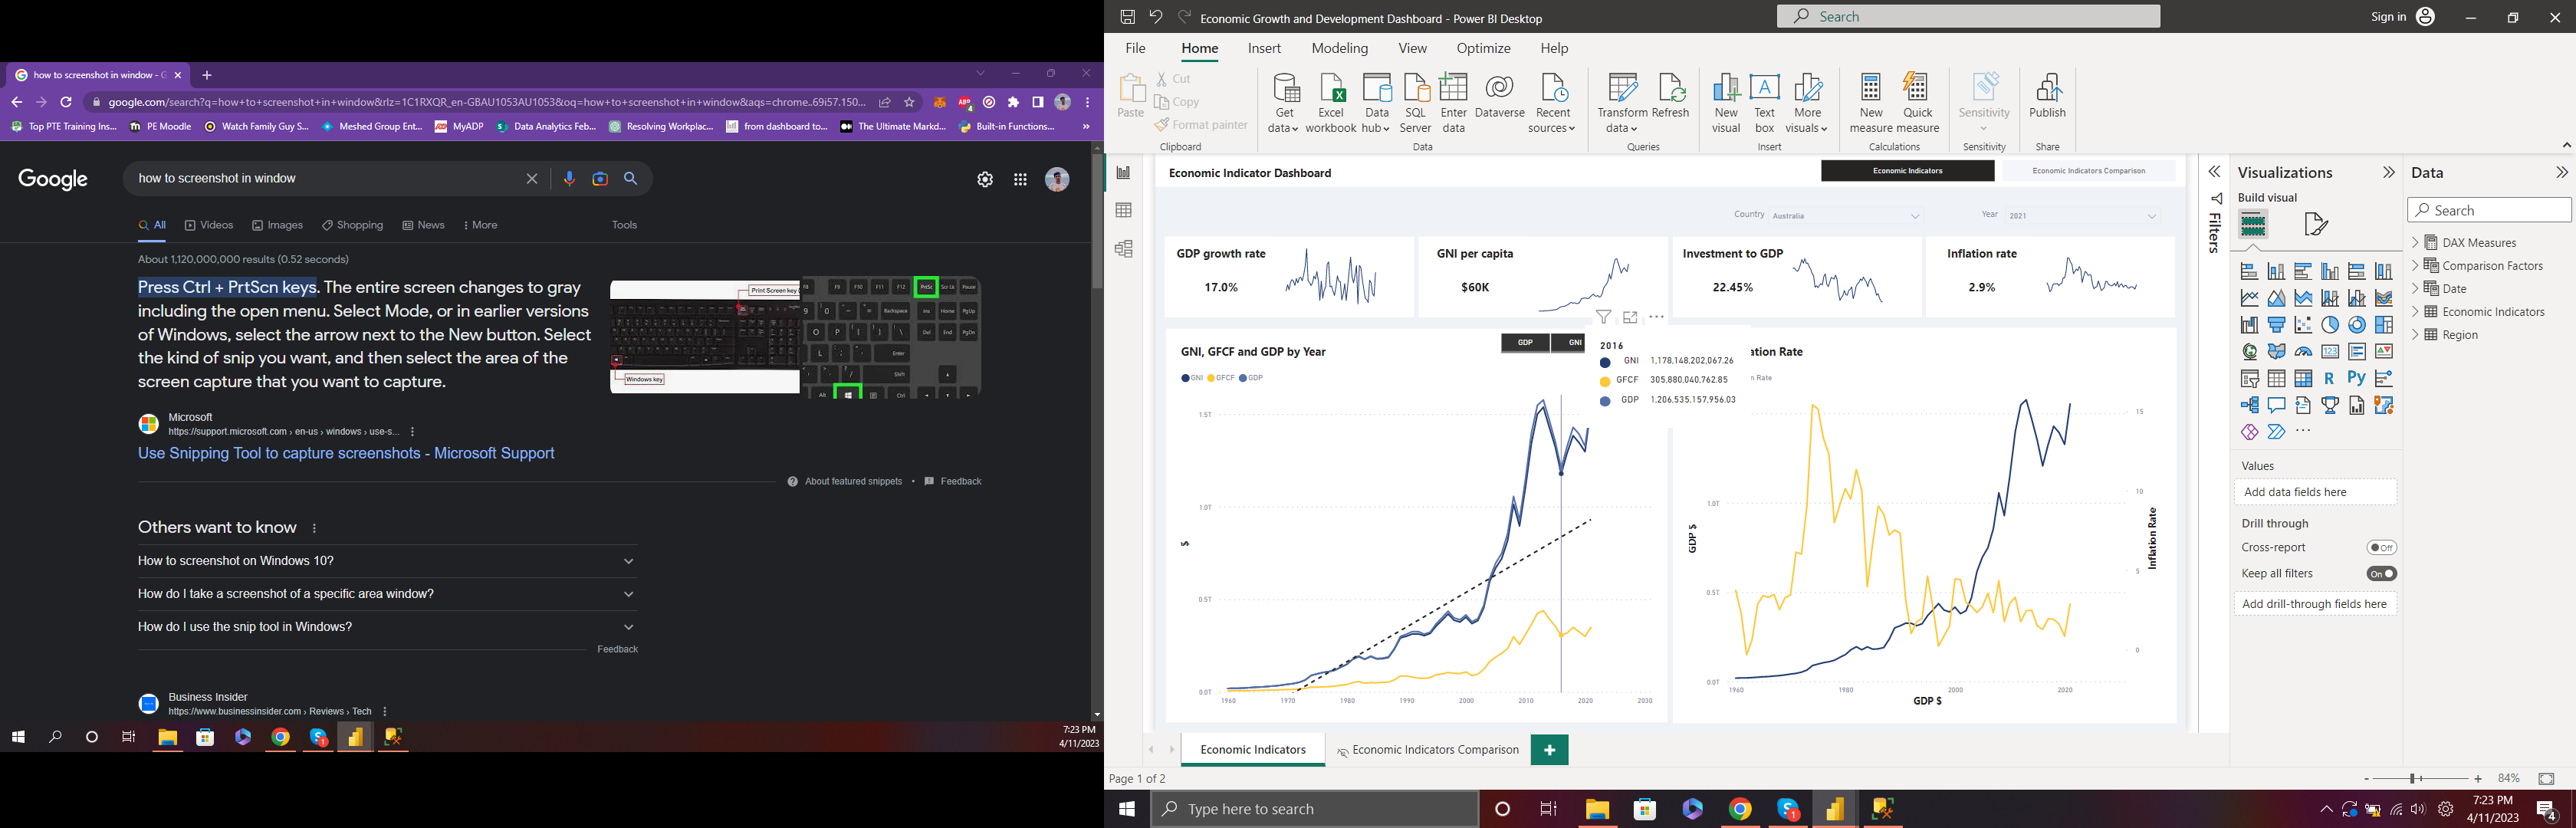 how to screenshot in window - G
google.com/search?q=how+to+screenshot+in+window&rlz=1C1RXQR_en-GBAU1053AU1053&oq=how+to+screenshot+in+window&aqs=chrome..69i57.150...
Top PTE Training Ins...
PE Moodle
Watch Family Guy S...
Meshed Group Ent...
MyADP
Data Analytics Feb...
Resolving Workplac...
from dashboard to...
The Ultimate Markd...
Built-in Functions...
»
Google
how to screenshot in window
All
Videos
Images
Shopping
News
More
Tools
About 1,120,000,000 results (0.52 seconds)
Press Ctrl + PrtScn keys. The entire screen changes to gray
including the open menu. Select Mode, or in earlier versions
of Windows, select the arrow next to the New button. Select
the kind of snip you want, and then select the area of the
screen capture that you want to capture.
Print Screen key
Windows key
Microsoft
https://support.microsoft.com › en-us › windows › use-s...
Use Snipping Tool to capture screenshots - Microsoft Support
About featured snippets
Feedback
Others want to know
How to screenshot on Windows 10?
How do I take a screenshot of a specific area window?
How do I use the snip tool in Windows?
Feedback
Business Insider
https://www.businessinsider.com › Reviews › Tech
7:23 PM
4/11/2023
Economic Growth and Development Dashboard - Power BI Desktop
Search
Sign in
File
Home
Insert
Modeling
View
Optimize
Help
Paste
Cut
Copy
Format painter
Clipboard
Get data
Excel workbook
Data hub
SQL Server
Enter data
Dataverse
Recent sources
Data
Transform data
Refresh
Queries
New visual
Text box
More visuals
Insert
New measure
Quick measure
Calculations
Sensitivity
Sensitivity
Publish
Share
Economic Indicator Dashboard
Economic Indicators
Economic Indicators Comparison
Country
Australia
Year
2021
GDP growth rate
17.0%
GNI per capita
$60K
Investment to GDP
22.45%
Inflation rate
2.9%
GNI, GFCF and GDP by Year
GDP
GNI
GNI
GFCF
GDP
2016
GNI 1,178,148,202,067.26
GFCF 305,880,040,762.85
GDP 1,206,535,157,956.03
ation Rate
n Rate
1.5T
1.0T
0.5T
0.0T
$
1960 1970 1980 1990 2000 2010 2020 2030
1.0T
0.5T
0.0T
GDP $
15
10
5
0
Inflation Rate
1960 1980 2000 2020
GDP $
Filters
Visualizations
Build visual
R
Py
123
Values
Add data fields here
Drill through
Cross-report
Off
Keep all filters
On
Add drill-through fields here
Data
Search
DAX Measures
Comparison Factors
Date
Economic Indicators
Region
Economic Indicators
Economic Indicators Comparison
Page 1 of 2
84%
Type here to search
7:23 PM
4/11/2023
4